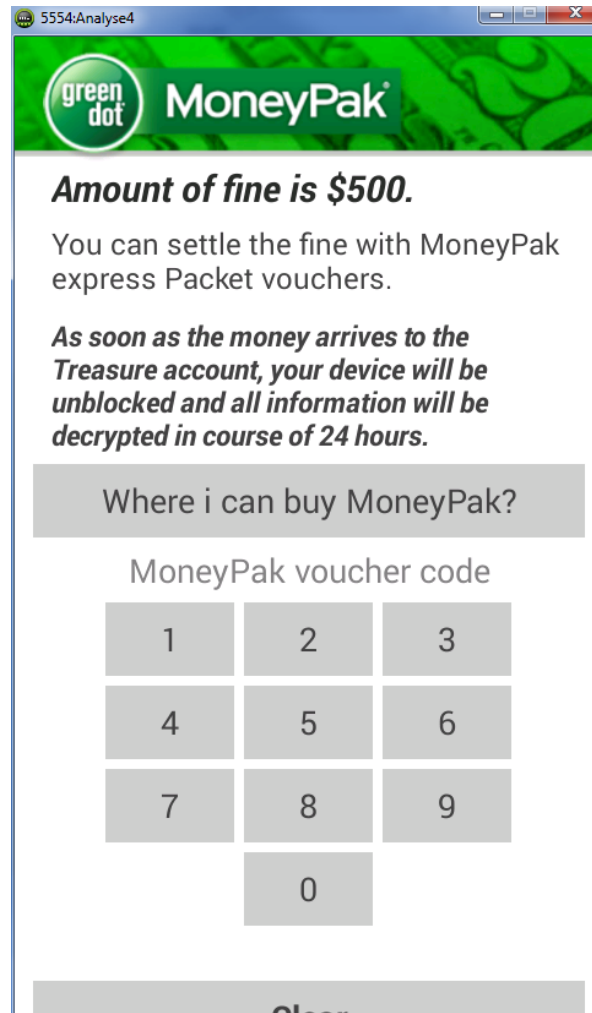 5554:Analyse4
green
dot
MoneyPak
Amount of fine is $500.
You can settle the fine with MoneyPak
express Packet vouchers.
As soon as the money arrives to the
Treasure account, your device will be
unblocked and all information will be
decrypted in course of 24 hours.
Where i can buy MoneyPak?
MoneyPak voucher code
1 2 3
4 5 6
7 8 9
0
Clear